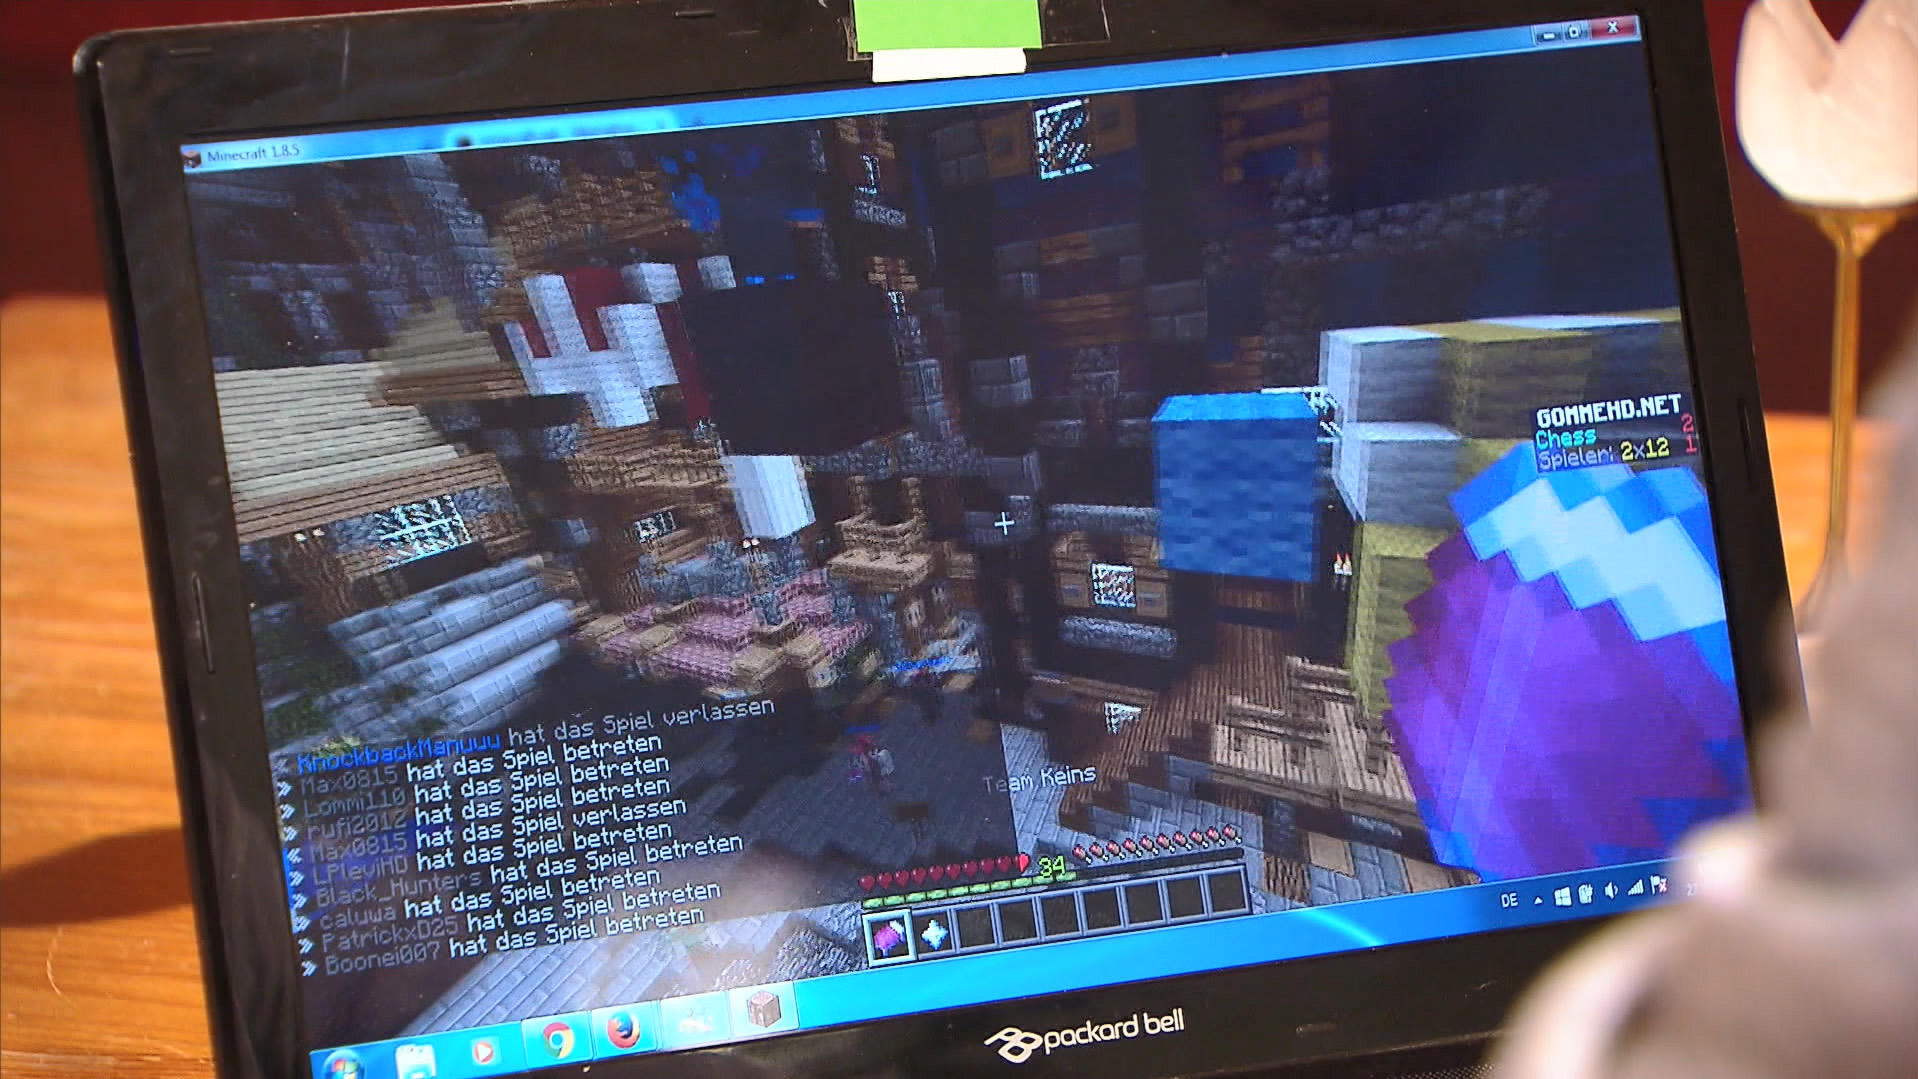 Minecraft 1.8.5
GOMMEHD.NET
Chess 2
Spieler: 2x12 1
« KnockbackManuuu hat das Spiel verlassen
» Max0815 hat das Spiel betreten
» Lommi110 hat das Spiel betreten
» rufi2012 hat das Spiel betreten
« Max0815 hat das Spiel verlassen
» LPleviHD hat das Spiel betreten
» Black_Hunters hat das Spiel betreten
» caluwa hat das Spiel betreten
» PatrickxD25 hat das Spiel betreten
» Boonei007 hat das Spiel betreten
Team Keins
34
DE
packard bell